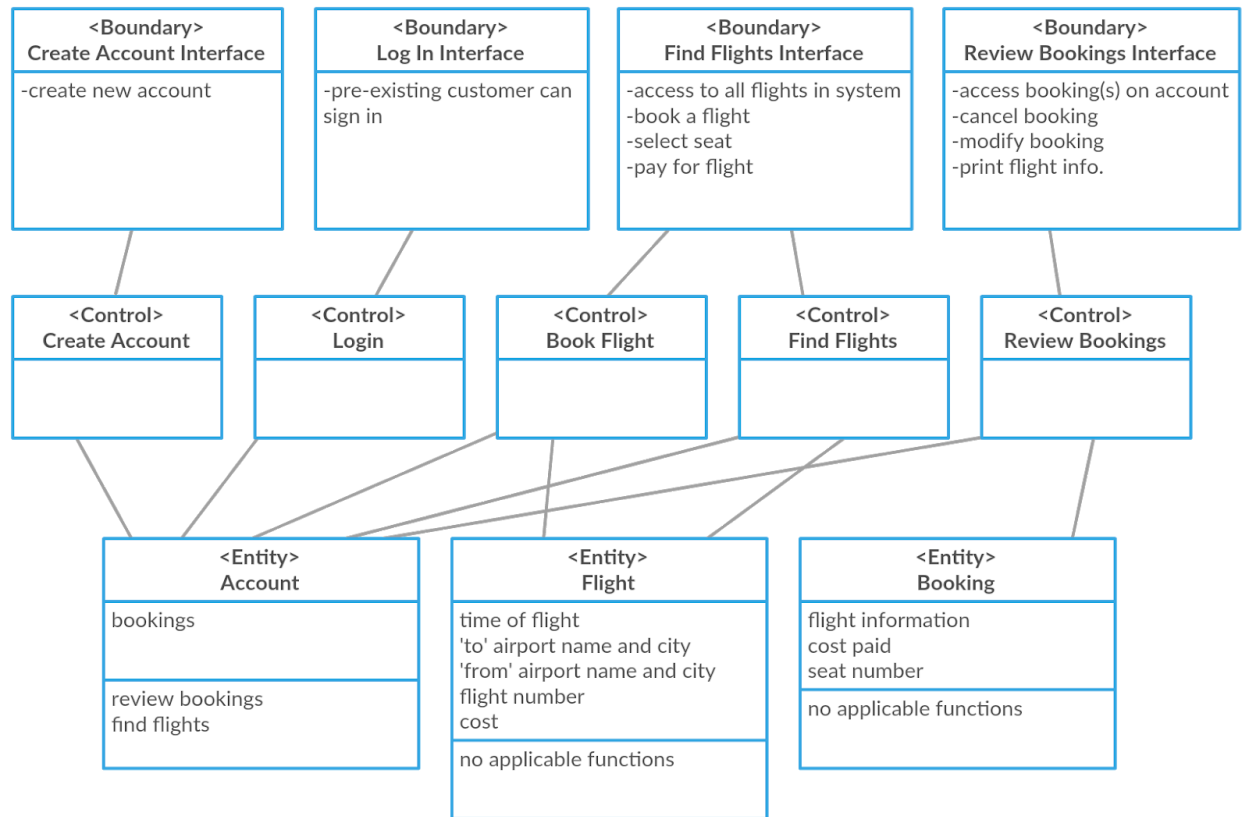 <Boundary>
Create Account Interface
-create new account
<Boundary>
Log In Interface
-pre-existing customer can
sign in
<Boundary>
Find Flights Interface
-access to all flights in system
-book a flight
-select seat
-pay for flight
<Boundary>
Review Bookings Interface
-access booking(s) on account
-cancel booking
-modify booking
-print flight info.
<Control>
Create Account
<Control>
Login
<Control>
Book Flight
<Control>
Find Flights
<Control>
Review Bookings
<Entity>
Account
bookings
review bookings
find flights
<Entity>
Flight
time of flight
'to' airport name and city
'from' airport name and city
flight number
cost
no applicable functions
<Entity>
Booking
flight information
cost paid
seat number
no applicable functions